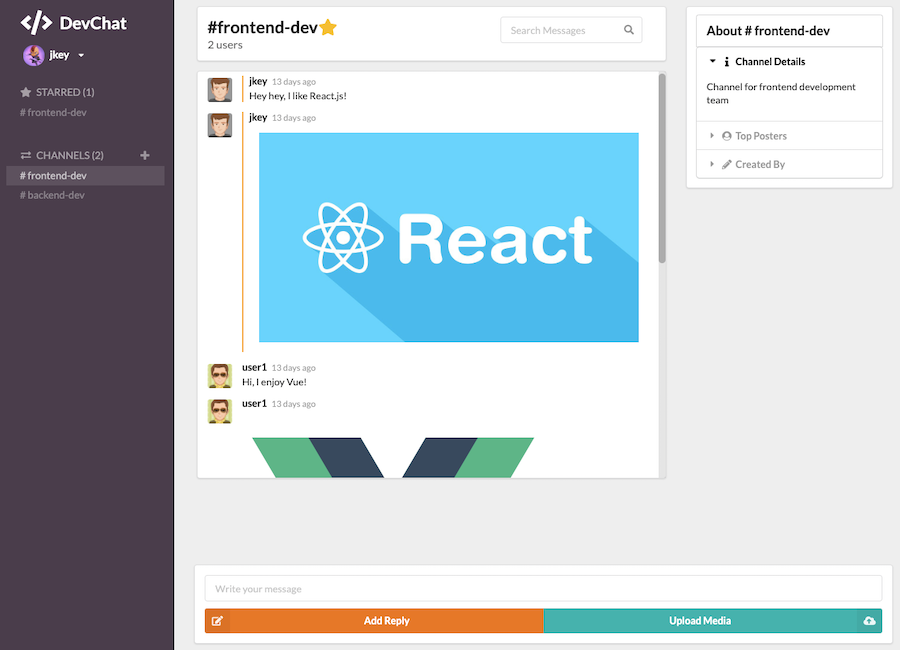 DevChat
jkey
STARRED (1)
# frontend-dev
CHANNELS (2)
# frontend-dev
# backend-dev
#frontend-dev
2 users
Search Messages
jkey 13 days ago
Hey hey, I like React.js!
jkey 13 days ago
React
user1 13 days ago
Hi, I enjoy Vue!
user1 13 days ago
Write your message
Add Reply
Upload Media
About # frontend-dev
Channel Details
Channel for frontend development
team
Top Posters
Created By